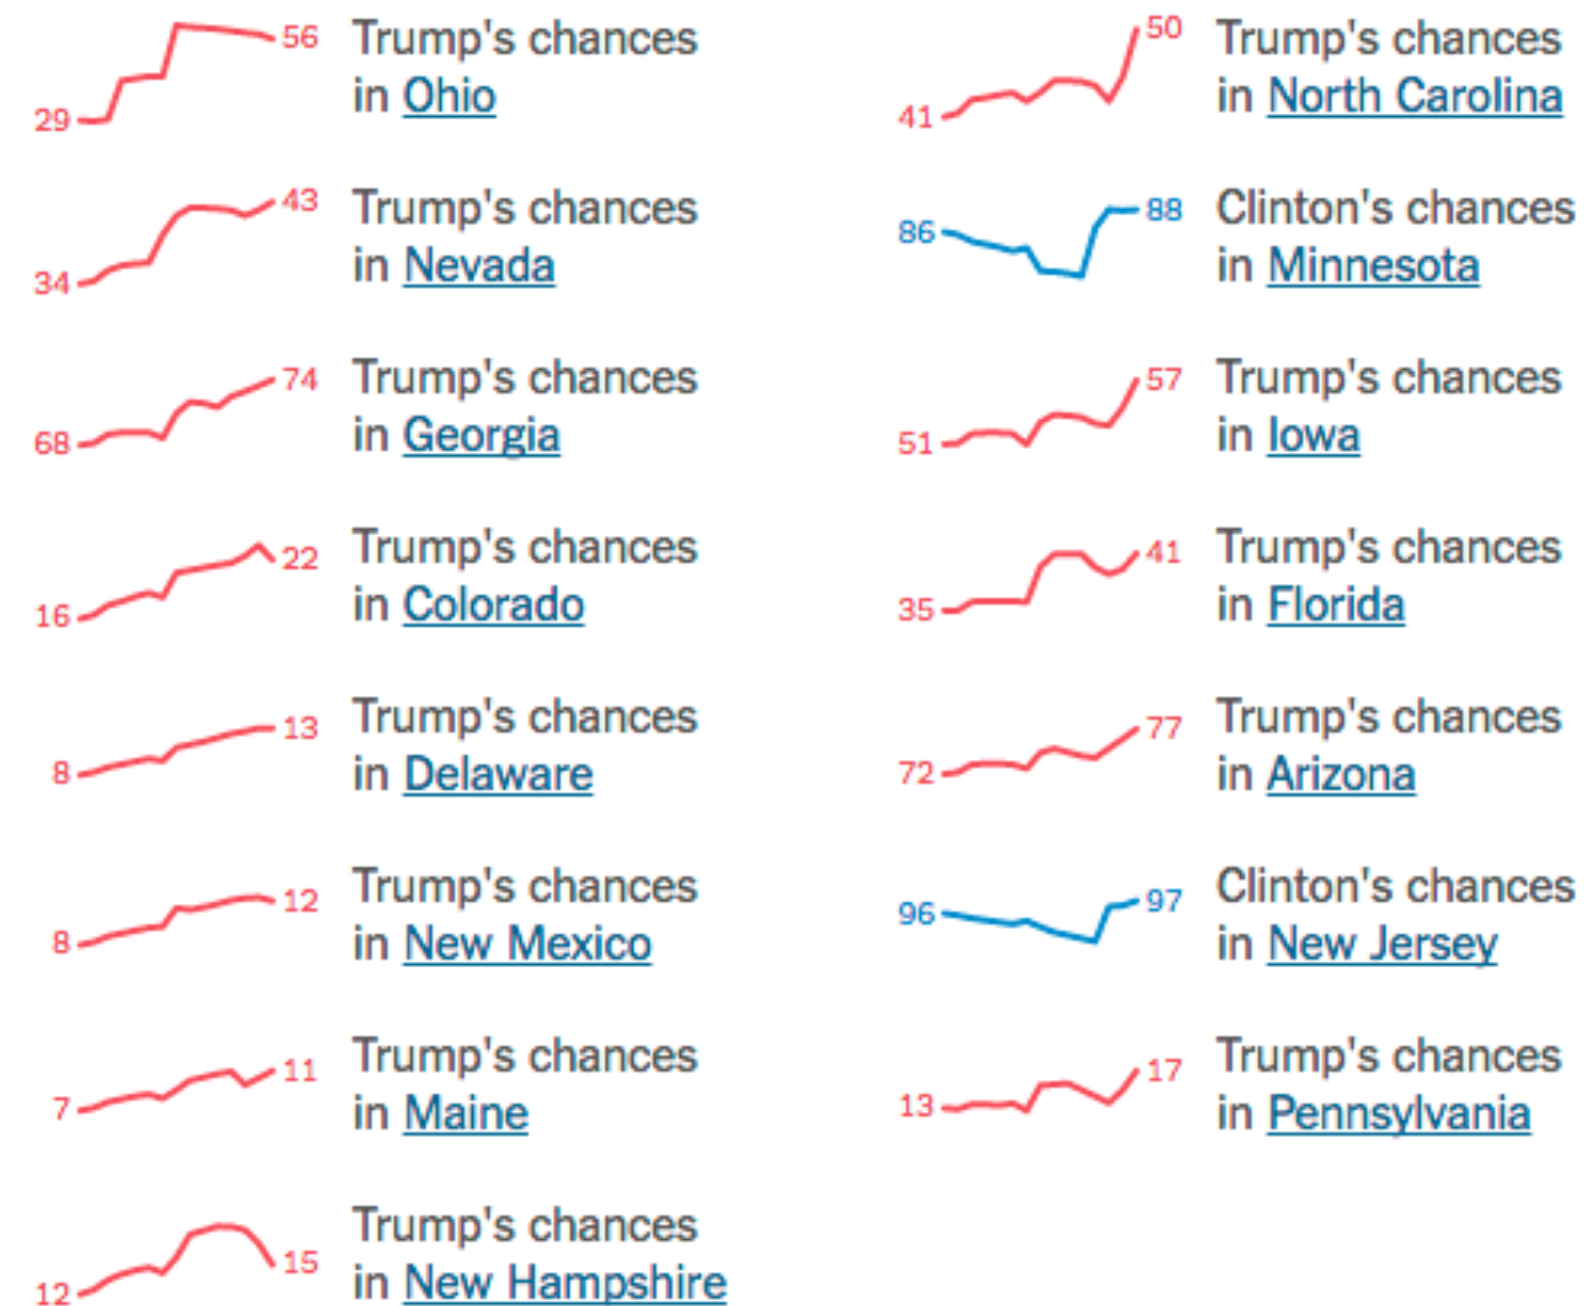 29 56 Trump's chances
in Ohio
34 43 Trump's chances
in Nevada
68 74 Trump's chances
in Georgia
16 22 Trump's chances
in Colorado
8 13 Trump's chances
in Delaware
8 12 Trump's chances
in New Mexico
7 11 Trump's chances
in Maine
12 15 Trump's chances
in New Hampshire
41 50 Trump's chances
in North Carolina
86 88 Clinton's chances
in Minnesota
51 57 Trump's chances
in Iowa
35 41 Trump's chances
in Florida
72 77 Trump's chances
in Arizona
96 97 Clinton's chances
in New Jersey
13 17 Trump's chances
in Pennsylvania